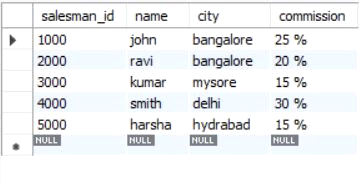 salesman_id name city commission
1000 john bangalore 25 %
2000 ravi bangalore 20 %
3000 kumar mysore 15 %
4000 smith delhi 30 %
5000 harsha hydrabad 15 %
NULL NULL NULL NULL